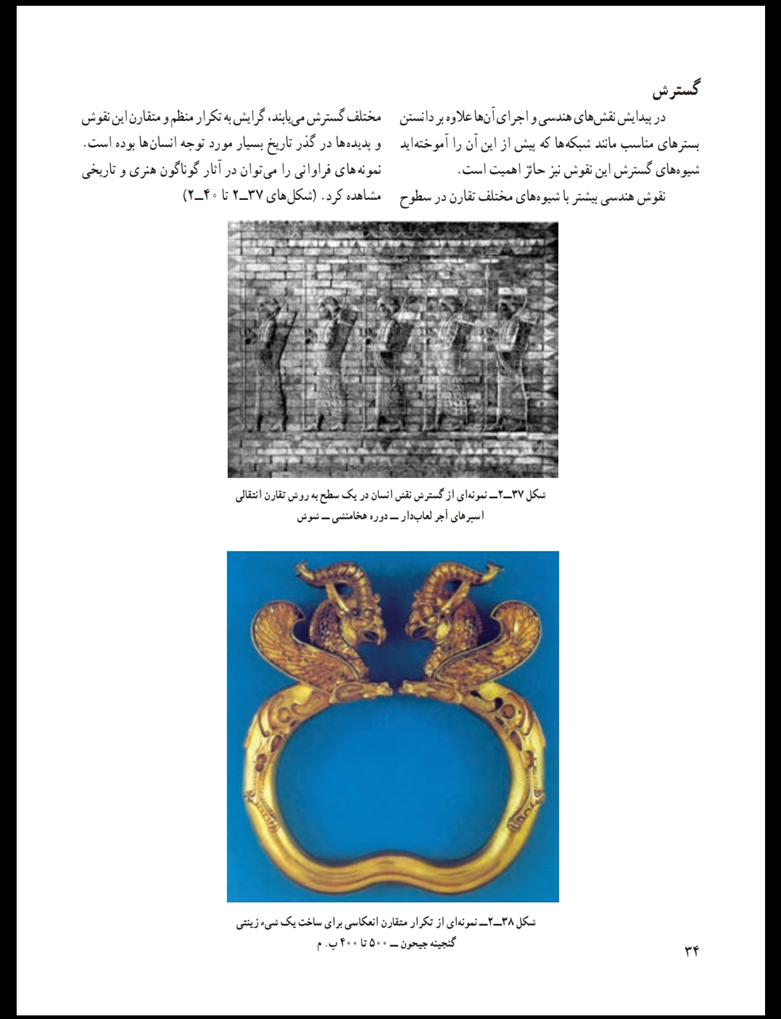 گسترش
در پیدایش نقش‌های هندسی و اجرای آن‌ها علاوه بر دانستن
بسترهای مناسب مانند شبکه‌ها که پیش از این آن را آموخته‌اید
شیوه‌های گسترش این نقوش نیز حائز اهمیت است.
نقوش هندسی بیشتر با شیوه‌های مختلف تقارن در سطوح
مختلف گسترش می‌یابند، گرایش به تکرار منظم و متقارن این نقوش
و پدیده‌ها در گذر تاریخ بسیار مورد توجه انسان‌ها بوده است.
نمونه‌های فراوانی را می‌توان در آثار گوناگون هنری و تاریخی
مشاهده کرد. (شکل‌های ۳۷ــ۲ تا ۴۰ــ۲)
شکل ۳۷ــ۲ــ نمونه‌ای از گسترش نقش انسان در یک سطح به روش تقارن انتقالی
اسپرهای آجر لعاب‌دار ــ دوره هخامنشی ــ شوش
شکل ۳۸ــ۲ــ نمونه‌ای از تکرار متقارن انعکاسی برای ساخت یک شیء زینتی
گنجینه جیحون ــ ۵۰۰ تا ۴۰۰ پ. م
۳۴